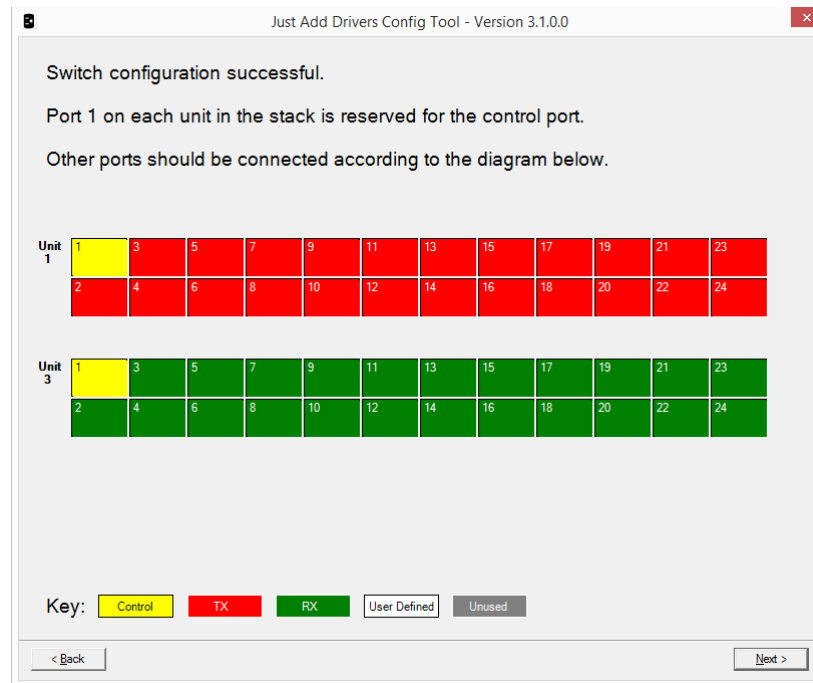 Just Add Drivers Config Tool - Version 3.1.0.0
Switch configuration successful.
Port 1 on each unit in the stack is reserved for the control port.
Other ports should be connected according to the diagram below.
Unit 1
1 3 5 7 9 11 13 15 17 19 21 23
2 4 6 8 10 12 14 16 18 20 22 24
Unit 3
1 3 5 7 9 11 13 15 17 19 21 23
2 4 6 8 10 12 14 16 18 20 22 24
Key: Control TX RX User Defined Unused
< Back Next >